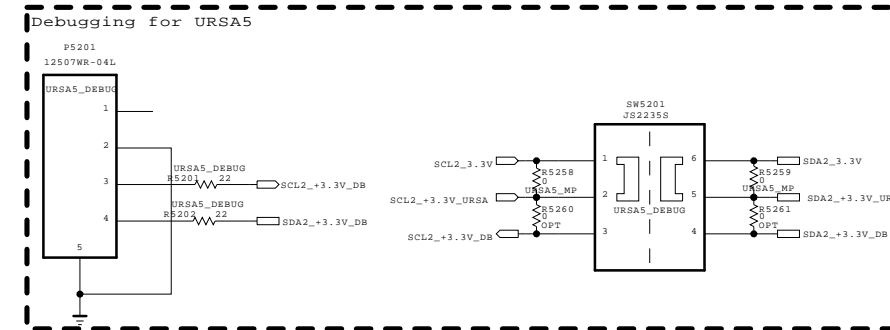 Debugging for URSA5
P5201
12507WR-04L
URSA5_DEBUG
1
2
3
4
5
URSA5_DEBUG
R5201 22
SCL2_+3.3V_DB
URSA5_DEBUG
R5202 22
SDA2_+3.3V_DB
SW5201
JS2235S
SCL2_3.3V
R5258
0
URSA5_MP
SCL2_+3.3V_URSA
R5260
0
OPT
SCL2_+3.3V_DB
1
2
3
URSA5_DEBUG
6
5
4
SDA2_3.3V
R5259
0
URSA5_MP
SDA2_+3.3V_UR
R5261
0
OPT
SDA2_+3.3V_DB